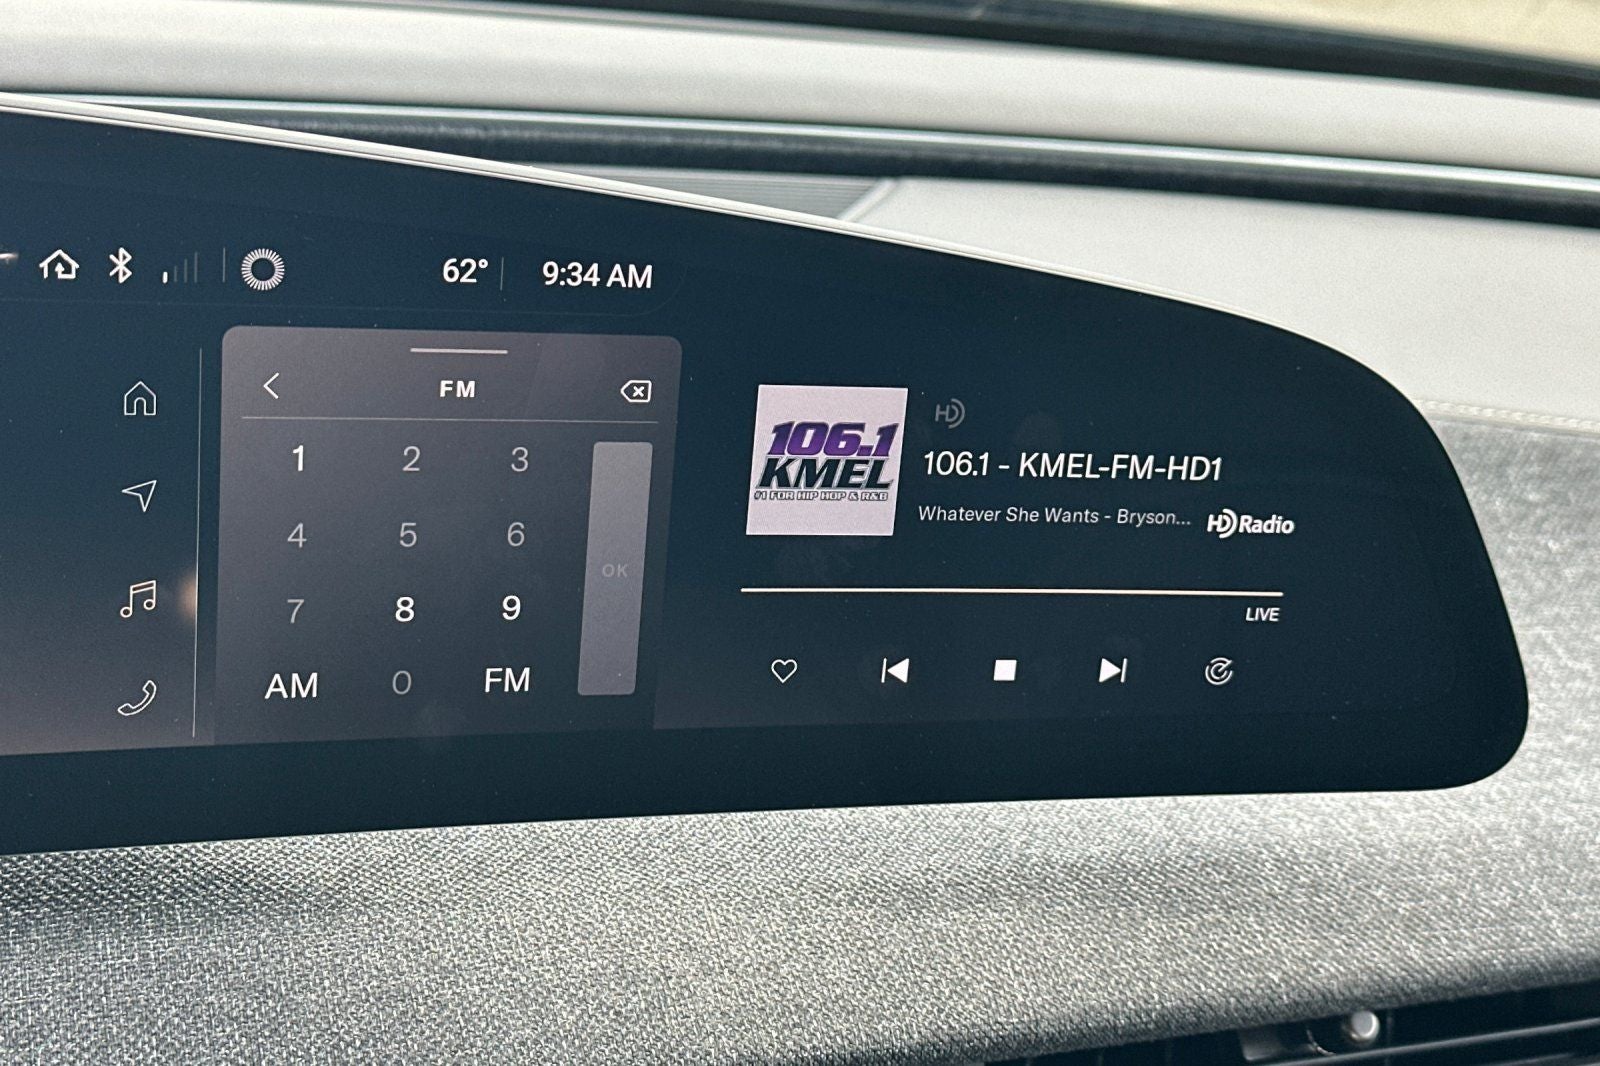 62° 9:34 AM
FM
1 2 3
4 5 6
OK
7 8 9
AM 0 FM
106.1
KMEL
#1 FOR HIP HOP & R&B
HD
106.1 - KMEL-FM-HD1
Whatever She Wants - Bryson...
HD Radio
LIVE